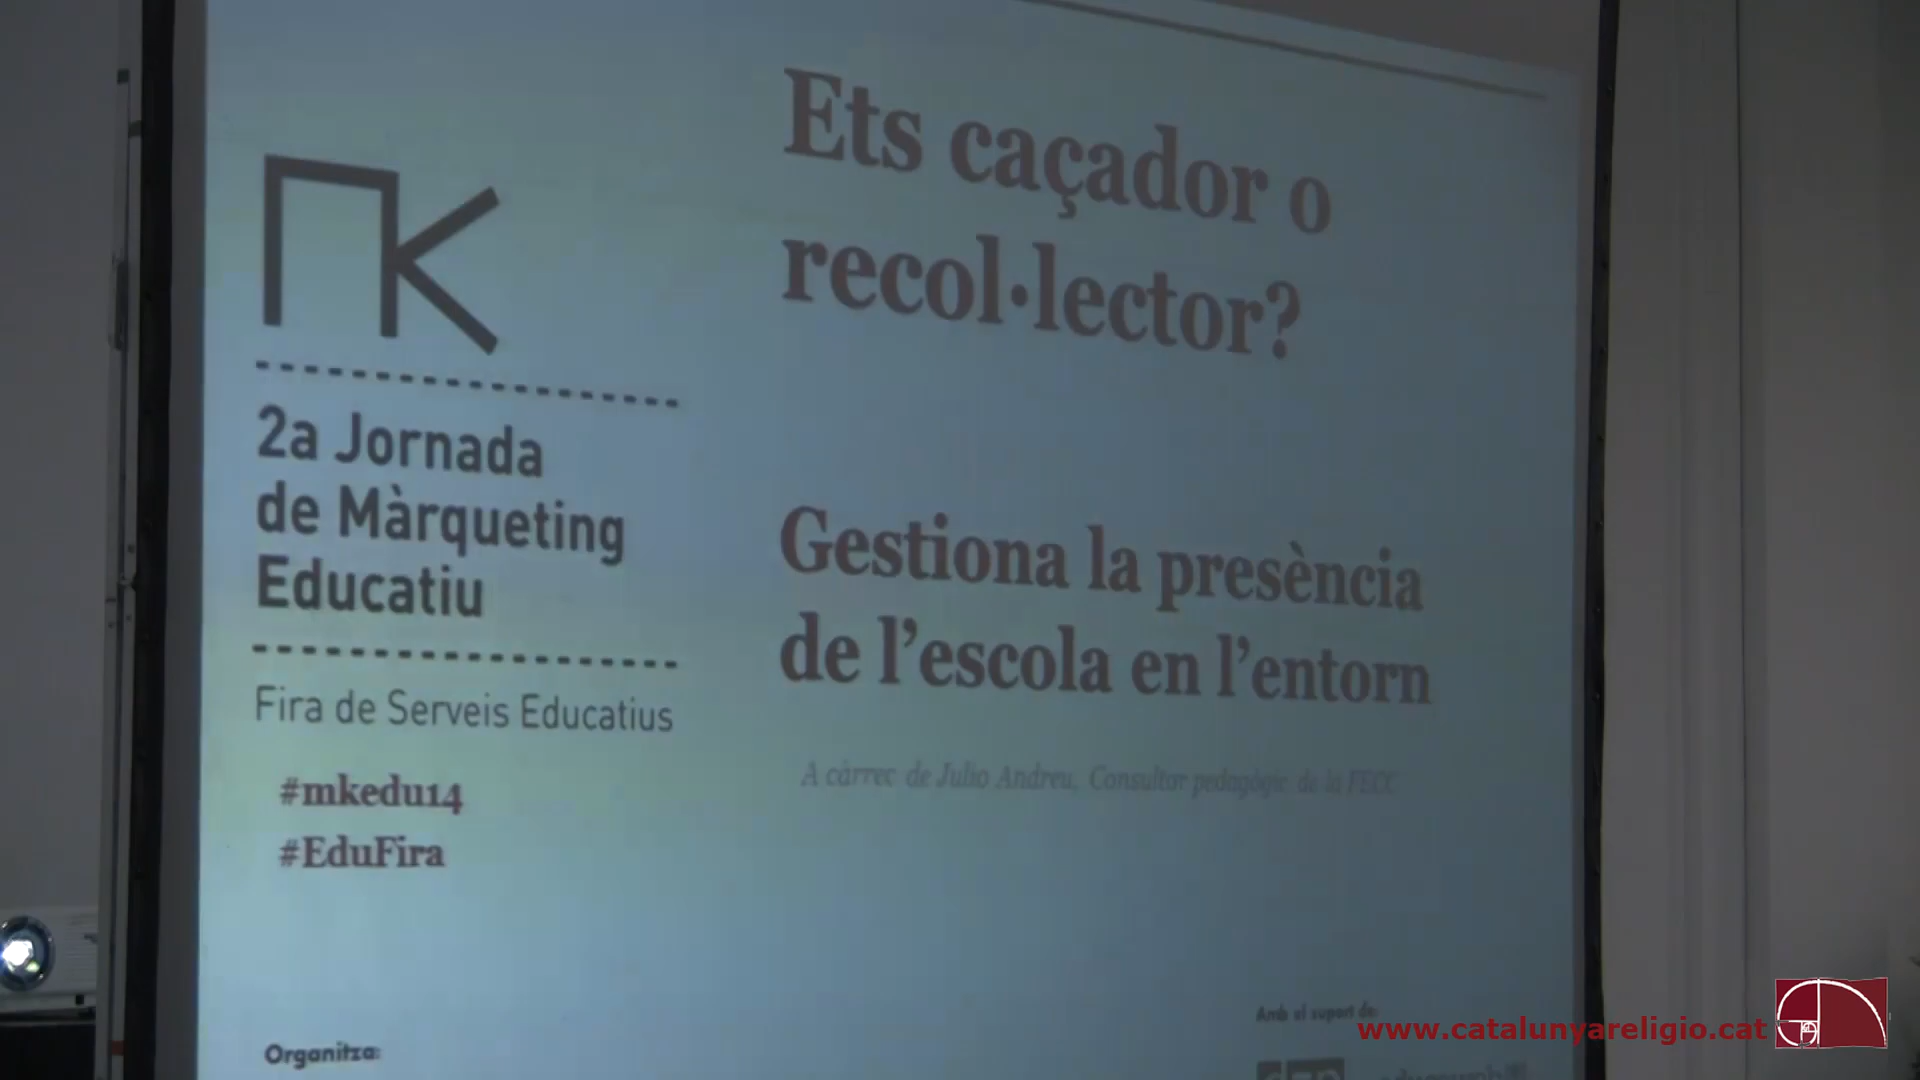 Ets caçador o
recol·lector?
ПK
2a Jornada
de Màrqueting
Educatiu
Fira de Serveis Educatius
#mkedu14
#EduFira
Gestiona la presència
de l’escola en l’entorn
A càrrec de Julio Andreu, Consultor pedagògic de la FECC
Organitza:
Amb el suport de:
www.catalunyareligio.cat